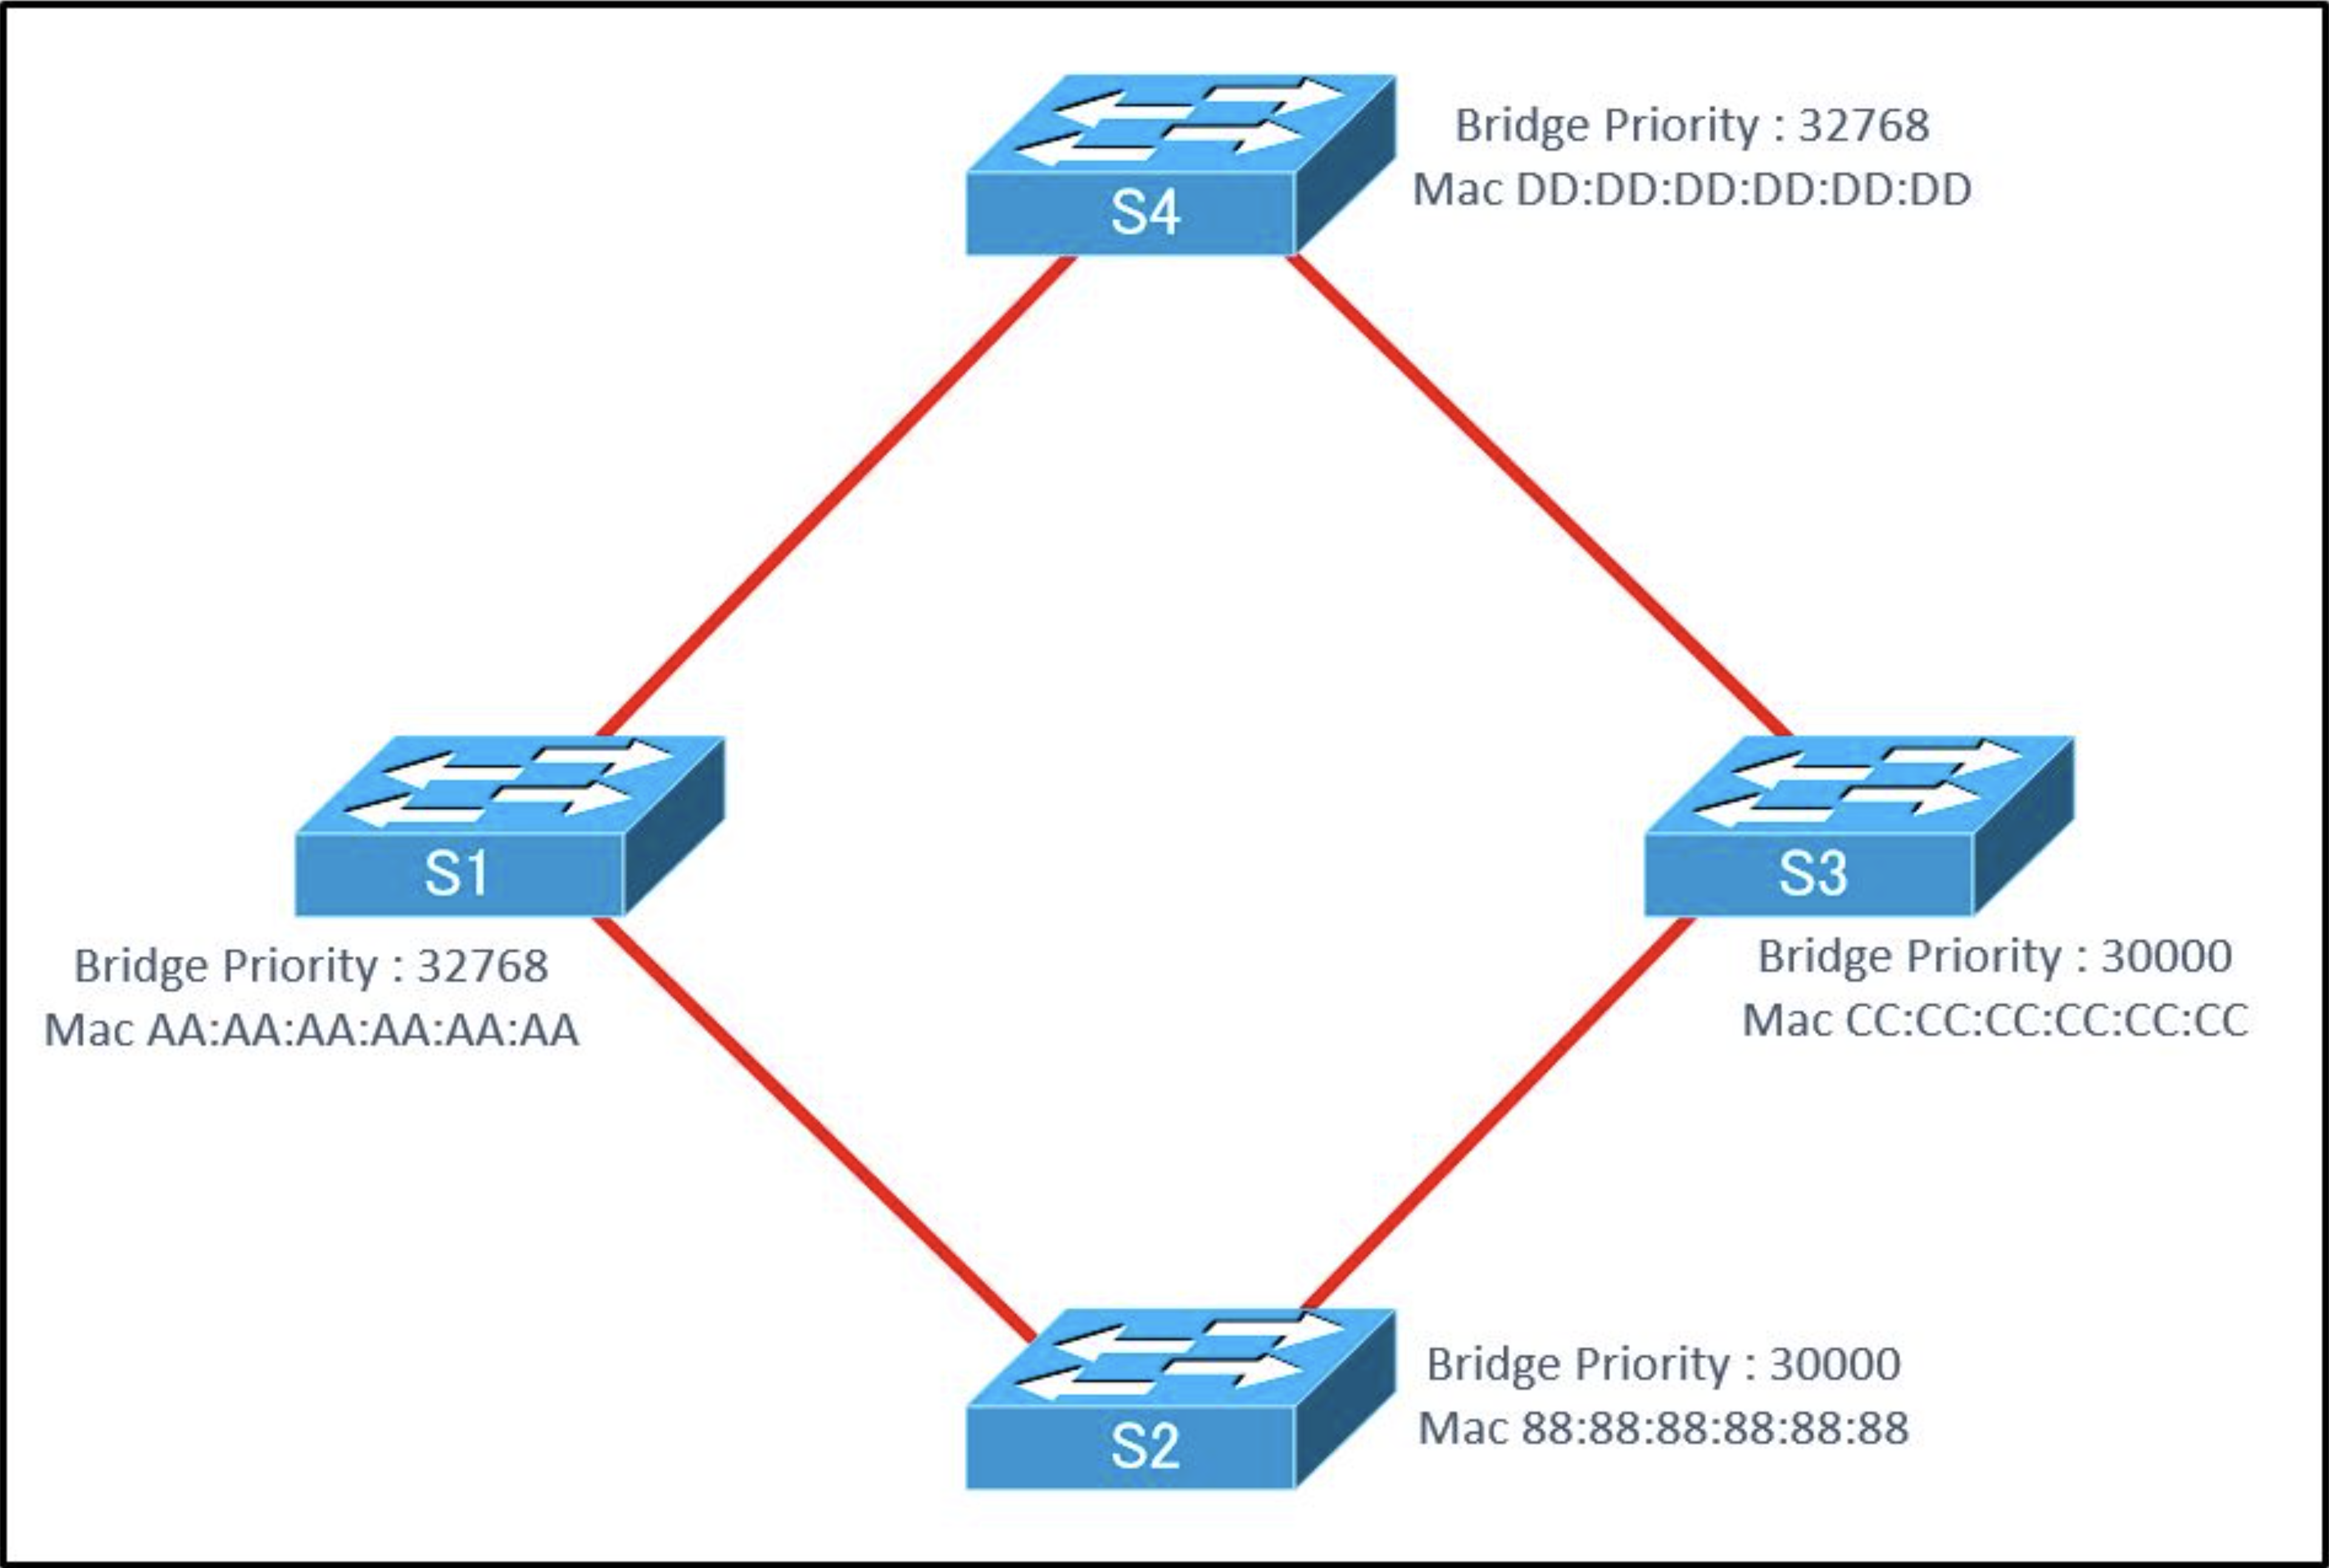 Bridge Priority : 32768
Mac DD:DD:DD:DD:DD:DD
S4
S1
Bridge Priority : 32768
Mac AA:AA:AA:AA:AA:AA
S3
Bridge Priority : 30000
Mac CC:CC:CC:CC:CC:CC
S2
Bridge Priority : 30000
Mac 88:88:88:88:88:88